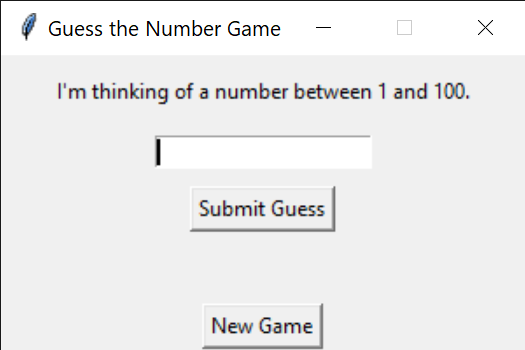 Guess the Number Game
I'm thinking of a number between 1 and 100.
Submit Guess
New Game